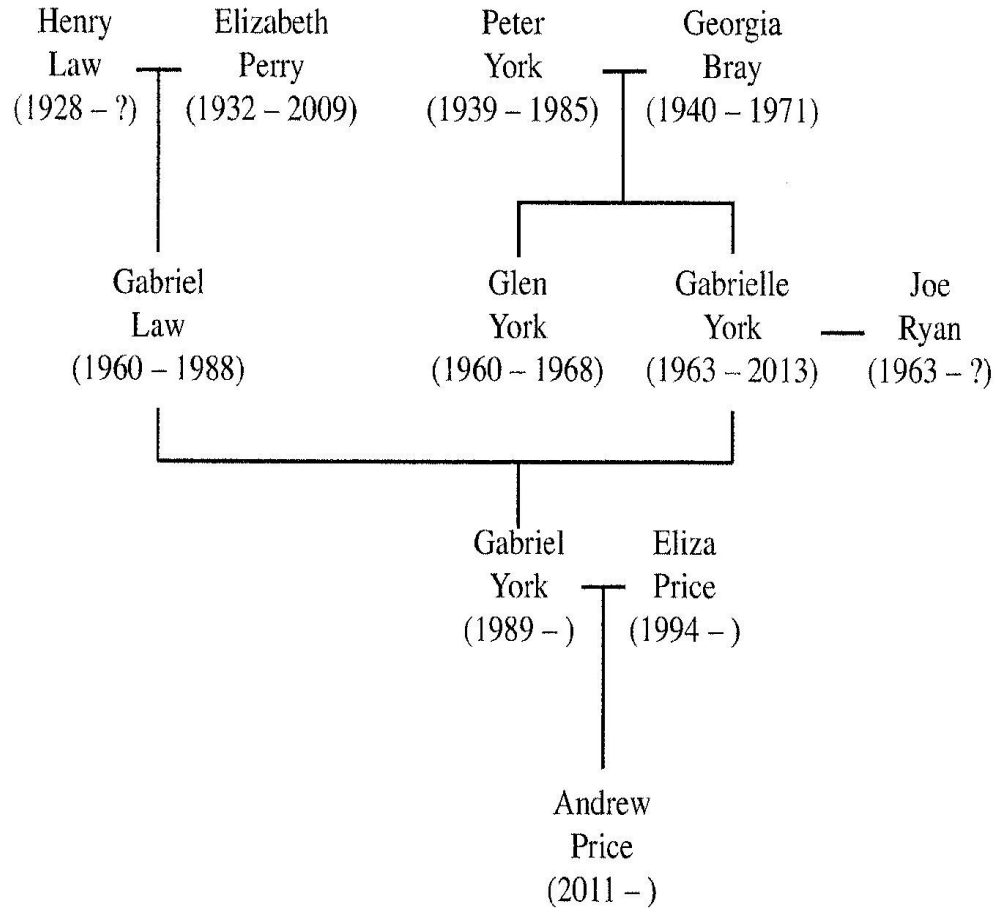 Henry
Law
(1928 – ?)
Elizabeth
Perry
(1932 – 2009)
Peter
York
(1939 – 1985)
Georgia
Bray
(1940 – 1971)
Gabriel
Law
(1960 – 1988)
Glen
York
(1960 – 1968)
Gabrielle
York
(1963 – 2013)
Joe
Ryan
(1963 – ?)
Gabriel
York
(1989 – )
Eliza
Price
(1994 – )
Andrew
Price
(2011 – )